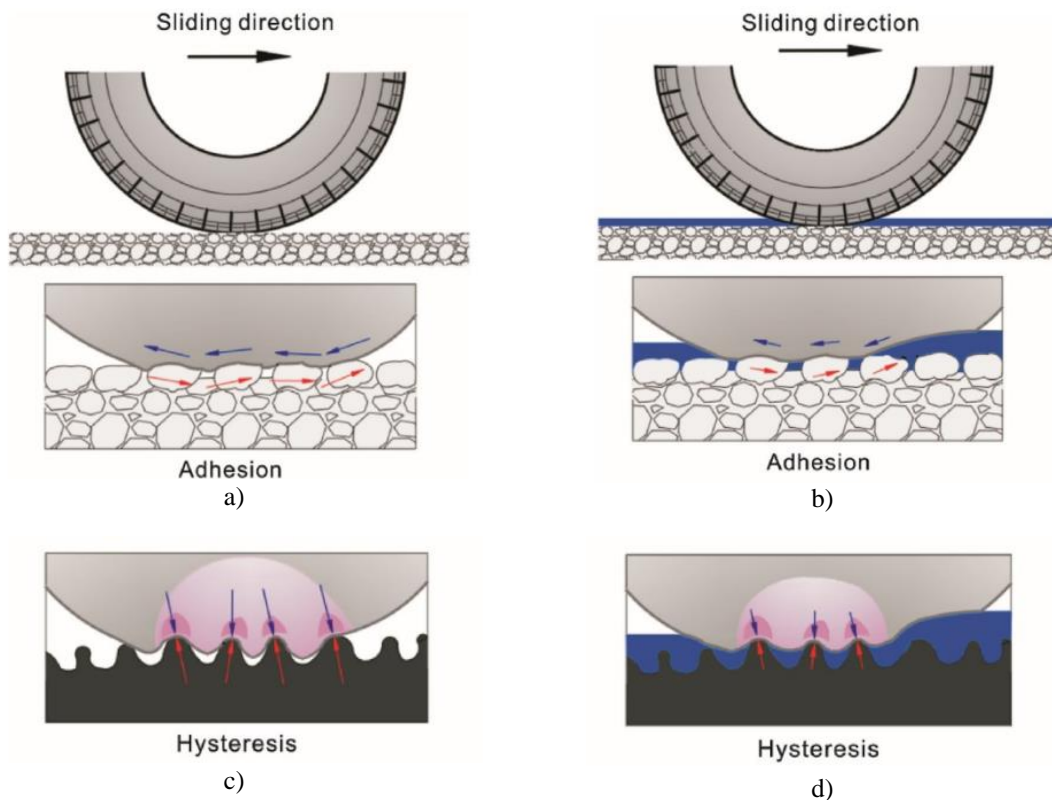 Sliding direction
Sliding direction
Adhesion
a)
Adhesion
b)
Hysteresis
c)
Hysteresis
d)